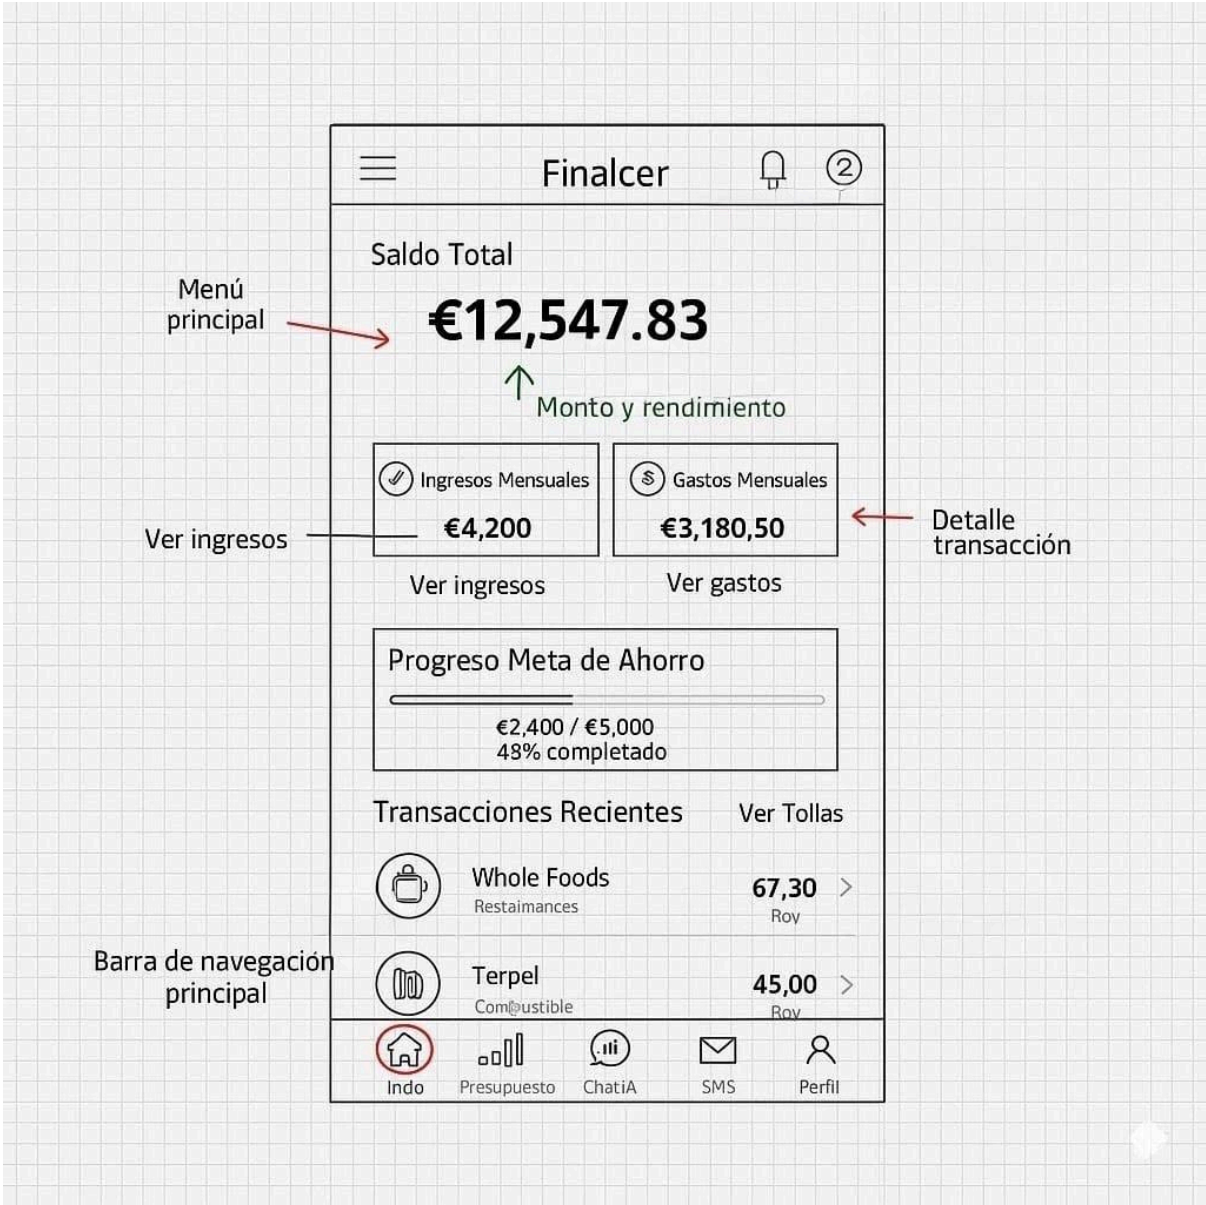 Finalcer
2
Saldo Total
€12,547.83
Menú
principal
Monto y rendimiento
Ingresos Mensuales
€4,200
Gastos Mensuales
€3,180,50
Ver ingresos
Detalle
transacción
Ver ingresos
Ver gastos
Progreso Meta de Ahorro
€2,400 / €5,000
48% completado
Transacciones Recientes
Ver Tollas
Whole Foods
67,30
Restaimances
Roy
Barra de navegación
principal
Terpel
45,00
Combustible
Roy
Indo
Presupuesto
ChatiA
SMS
Perfil